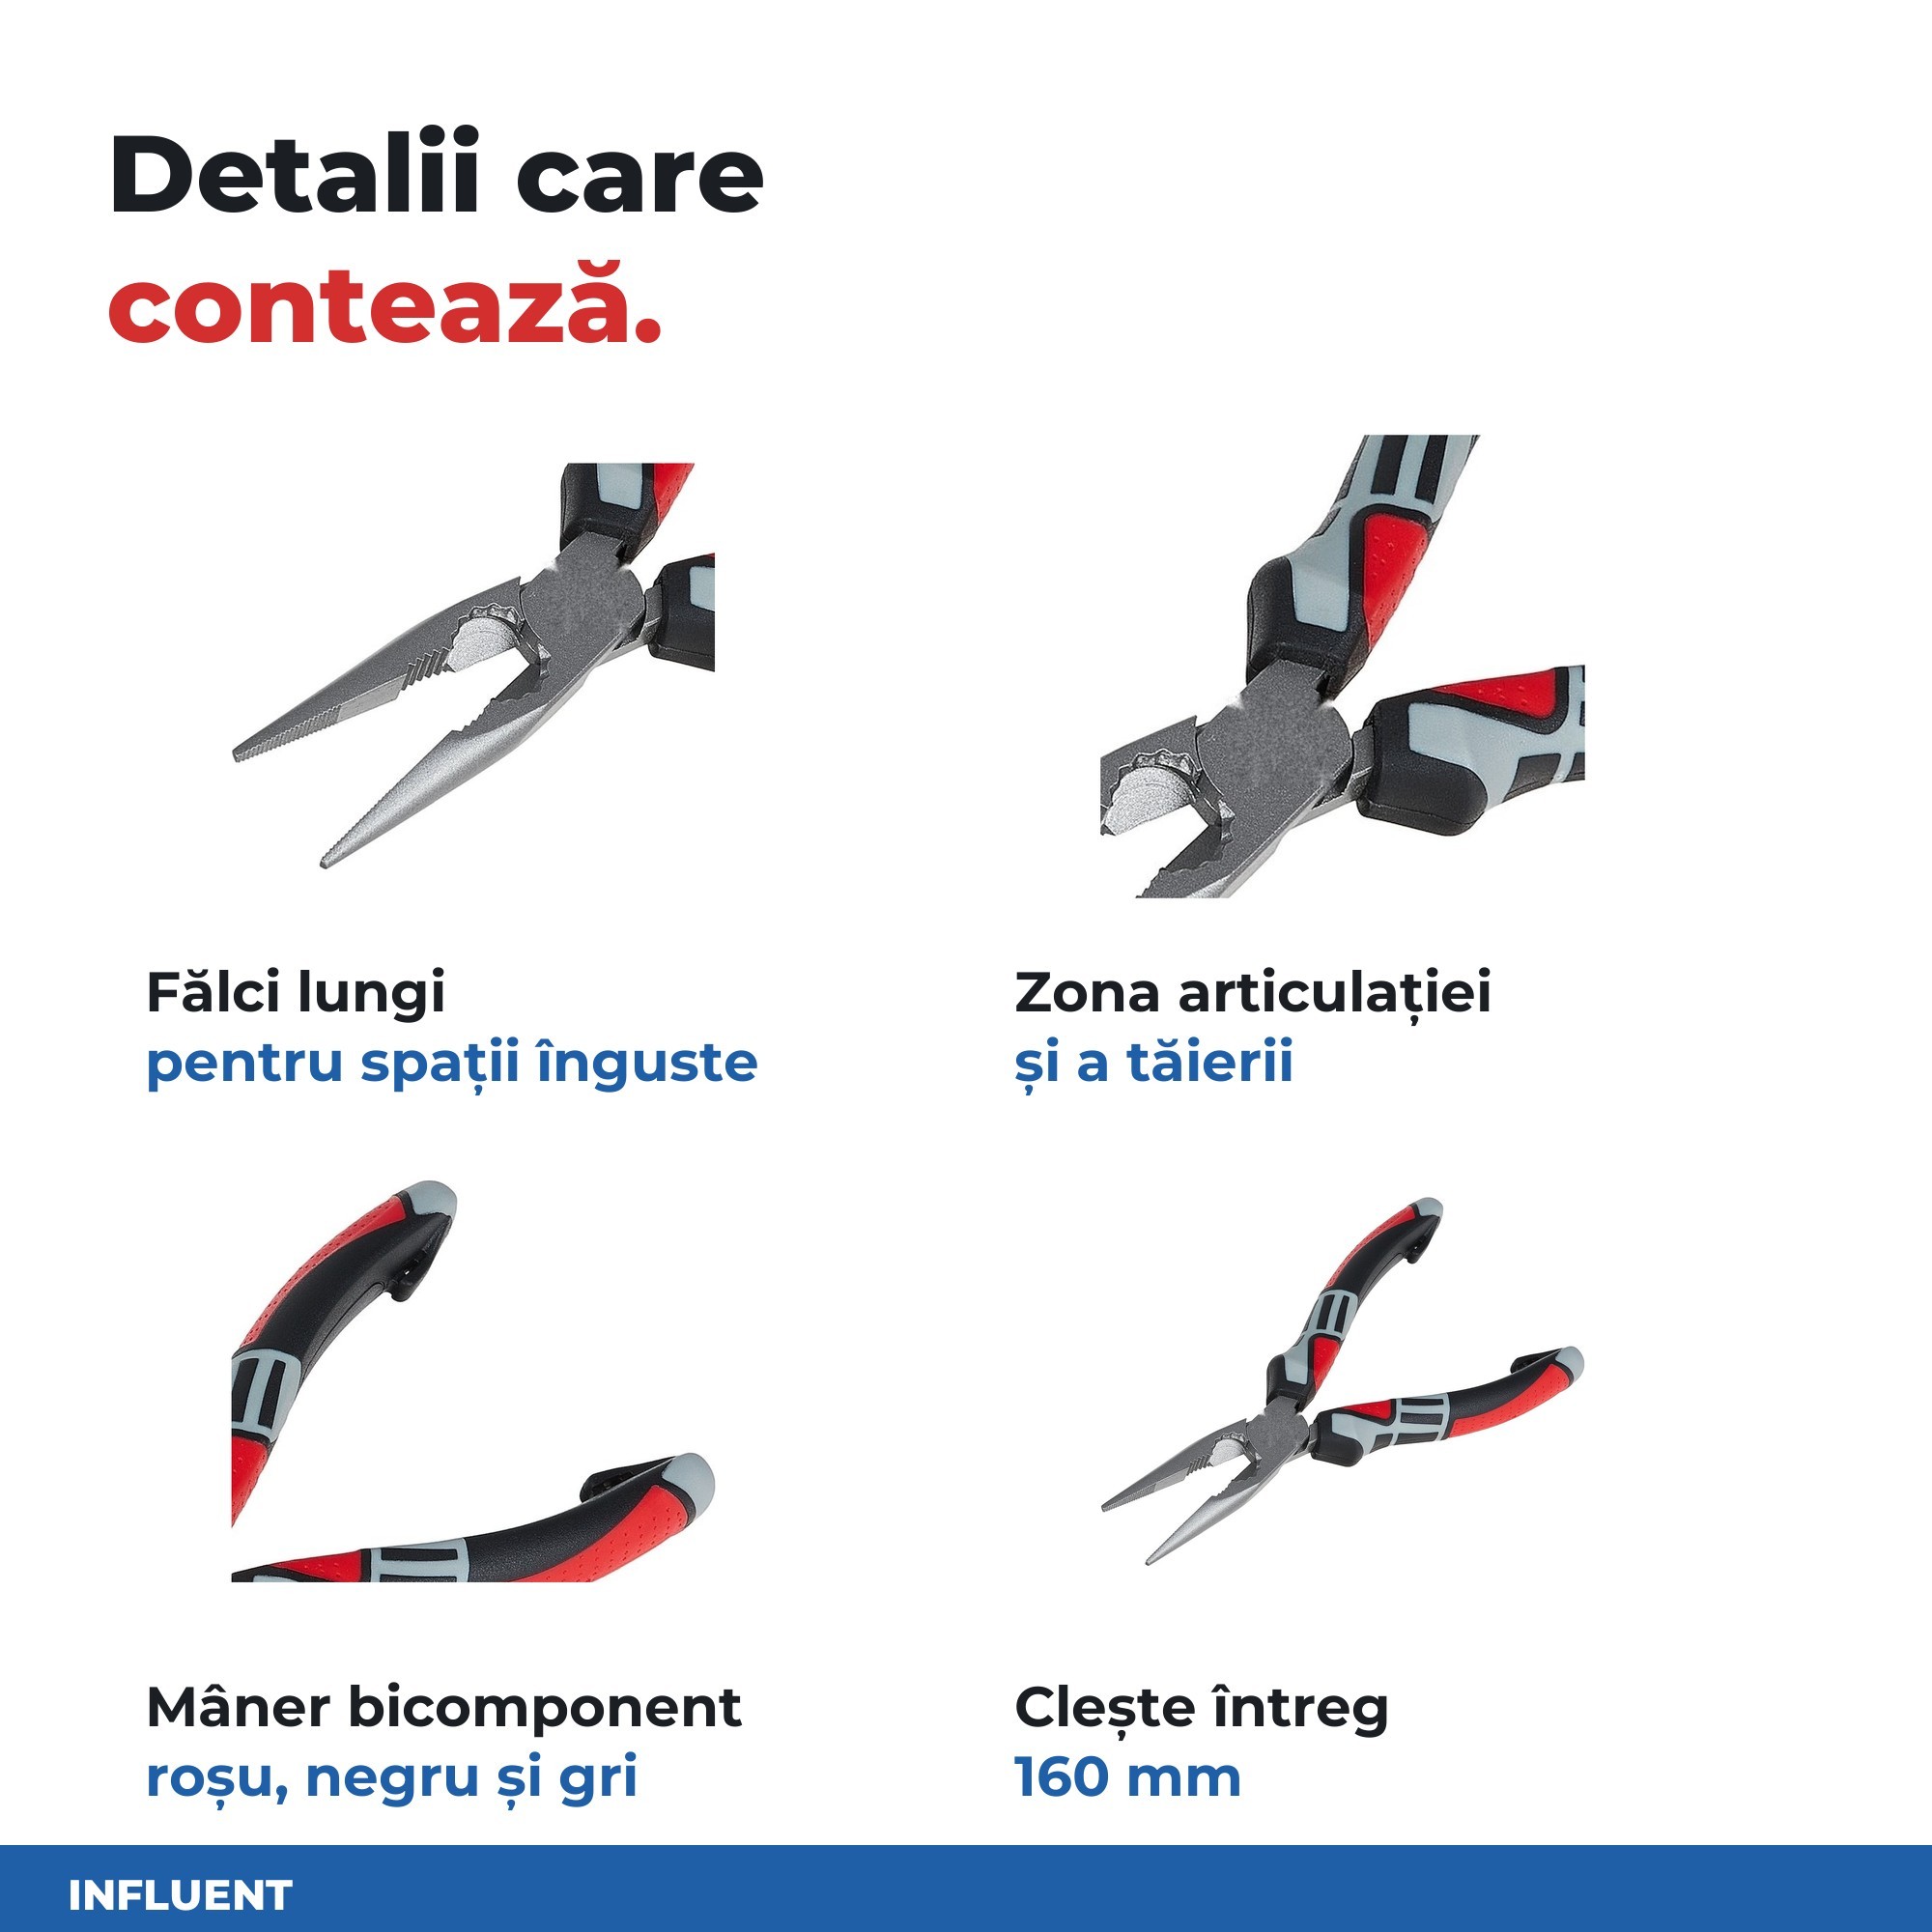 Detalii care
contează.
Fălci lungi
pentru spații înguste
Zona articulației
și a tăierii
Mâner bicomponent
roșu, negru și gri
Clește întreg
160 mm
INFLUENT